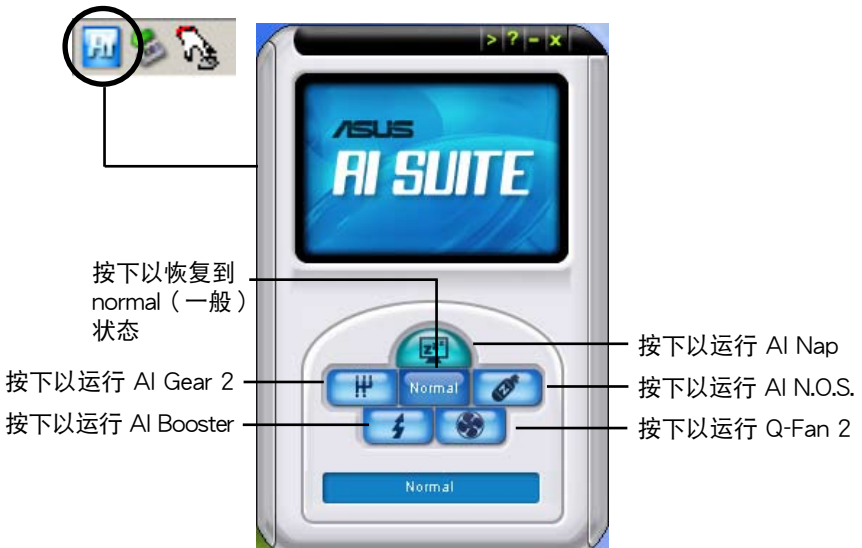 > ? - x
ASUS
AI SUITE
按下以恢复到
normal（一般）
状态
按下以运行 AI Nap
按下以运行 AI Gear 2
Normal
按下以运行 AI N.O.S.
按下以运行 AI Booster
按下以运行 Q-Fan 2
Normal